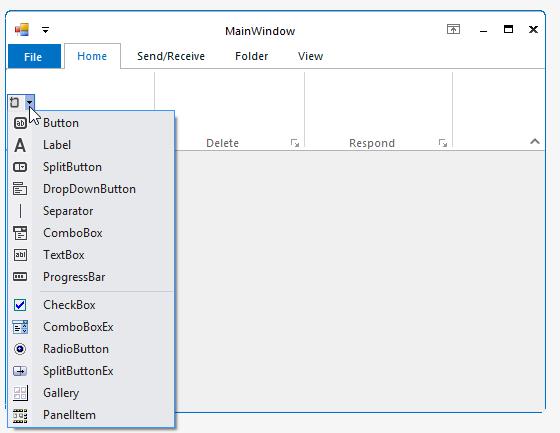 MainWindow
File Home Send/Receive Folder View
Delete Respond
Button
Label
SplitButton
DropDownButton
Separator
ComboBox
TextBox
ProgressBar
CheckBox
ComboBoxEx
RadioButton
SplitButtonEx
Gallery
PanelItem